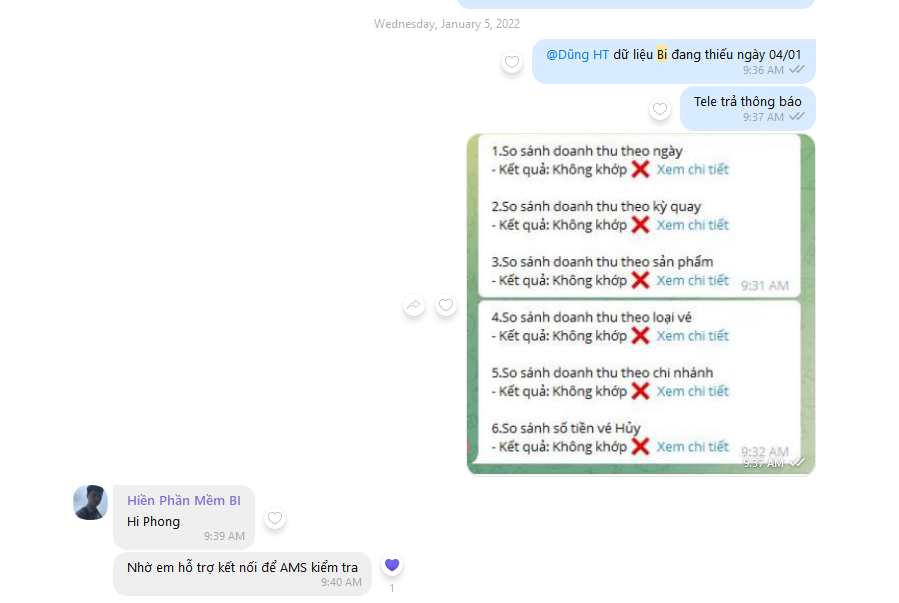 Wednesday, January 5, 2022
@Dũng HT dữ liệu Bi đang thiếu ngày 04/01
9:36 AM
Tele trả thông báo
9:37 AM
1.So sánh doanh thu theo ngày
- Kết quả: Không khớp ❌ Xem chi tiết
2.So sánh doanh thu theo kỳ quay
- Kết quả: Không khớp ❌ Xem chi tiết
3.So sánh doanh thu theo sản phẩm
- Kết quả: Không khớp ❌ Xem chi tiết
9:31 AM
4.So sánh doanh thu theo loại vé
- Kết quả: Không khớp ❌ Xem chi tiết
5.So sánh doanh thu theo chi nhánh
- Kết quả: Không khớp ❌ Xem chi tiết
6.So sánh số tiền vé Hủy
- Kết quả: Không khớp ❌ Xem chi tiết
9:32 AM
9:37 AM
Hiền Phần Mềm BI
Hi Phong
9:39 AM
Nhờ em hỗ trợ kết nối để AMS kiểm tra
9:40 AM
1